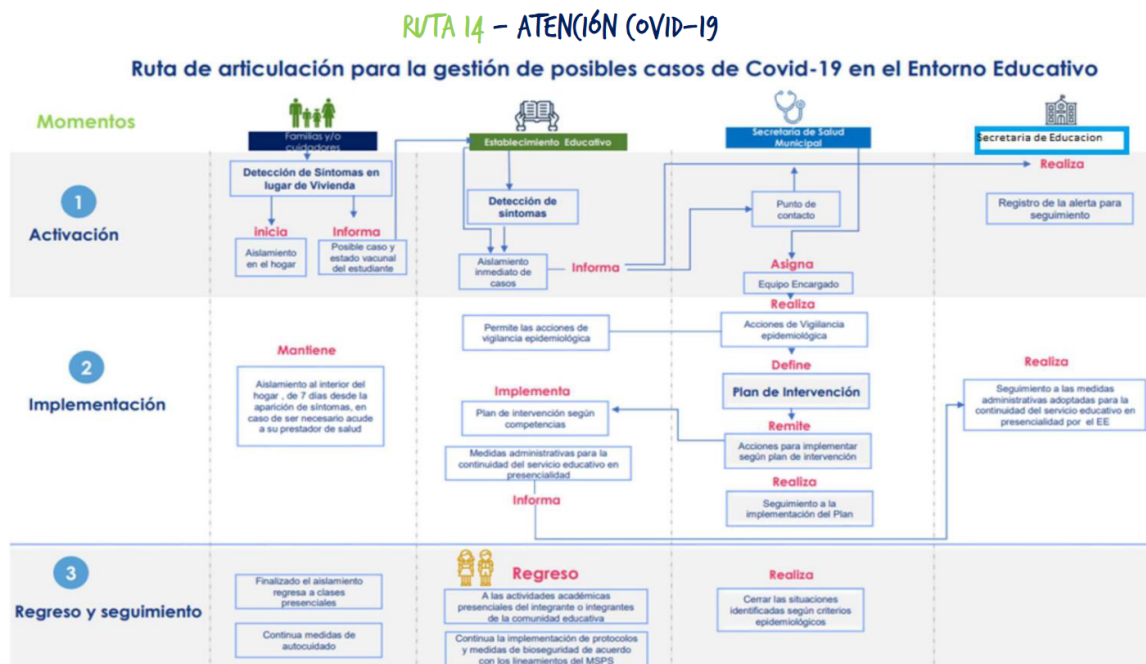 RUTA 14 – ATENCIÓN COVID-19
Ruta de articulación para la gestión de posibles casos de Covid-19 en el Entorno Educativo
Momentos
Familias y/o
cuidadores
Establecimiento Educativo
Secretaría de Salud
Municipal
Secretaria de Educacion
1
Activación
Detección de Síntomas en
lugar de Vivienda
inicia
Aislamiento
en el hogar
Informa
Posible caso y
estado vacunal
del estudiante
Detección de
síntomas
Aislamiento
inmediato de
casos
Informa
Punto de
contacto
Asigna
Equipo Encargado
Realiza
Registro de la alerta para
seguimiento
2
Implementación
Mantiene
Aislamiento al interior del
hogar , de 7 días desde la
aparición de síntomas, en
caso de ser necesario acude
a su prestador de salud
Permite las acciones de
vigilancia epidemiológica
Implementa
Plan de intervención según
competencias
Medidas administrativas para la
continuidad del servicio educativo en
presencialidad
Informa
Realiza
Acciones de Vigilancia
epidemiológica
Define
Plan de Intervención
Remite
Acciones para implementar
según plan de intervención
Realiza
Seguimiento a la
implementación del Plan
Realiza
Seguimiento a las medidas
administrativas adoptadas para la
continuidad del servicio educativo en
presencialidad por el EE
3
Regreso y seguimiento
Finalizado el aislamiento
regresa a clases
presenciales
Continua medidas de
autocuidado
Regreso
A las actividades académicas
presenciales del integrante o integrantes
de la comunidad educativa
Continua la implementación de protocolos
y medidas de bioseguridad de acuerdo
con los lineamientos del MSPS
Realiza
Cerrar las situaciones
identificadas según criterios
epidemiológicos